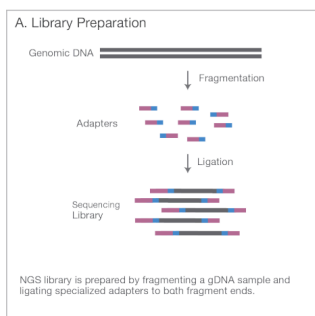 A. Library Preparation
Genomic DNA
Fragmentation
Adapters
Ligation
Sequencing
Library
NGS library is prepared by fragmenting a gDNA sample and
ligating specialized adapters to both fragment ends.